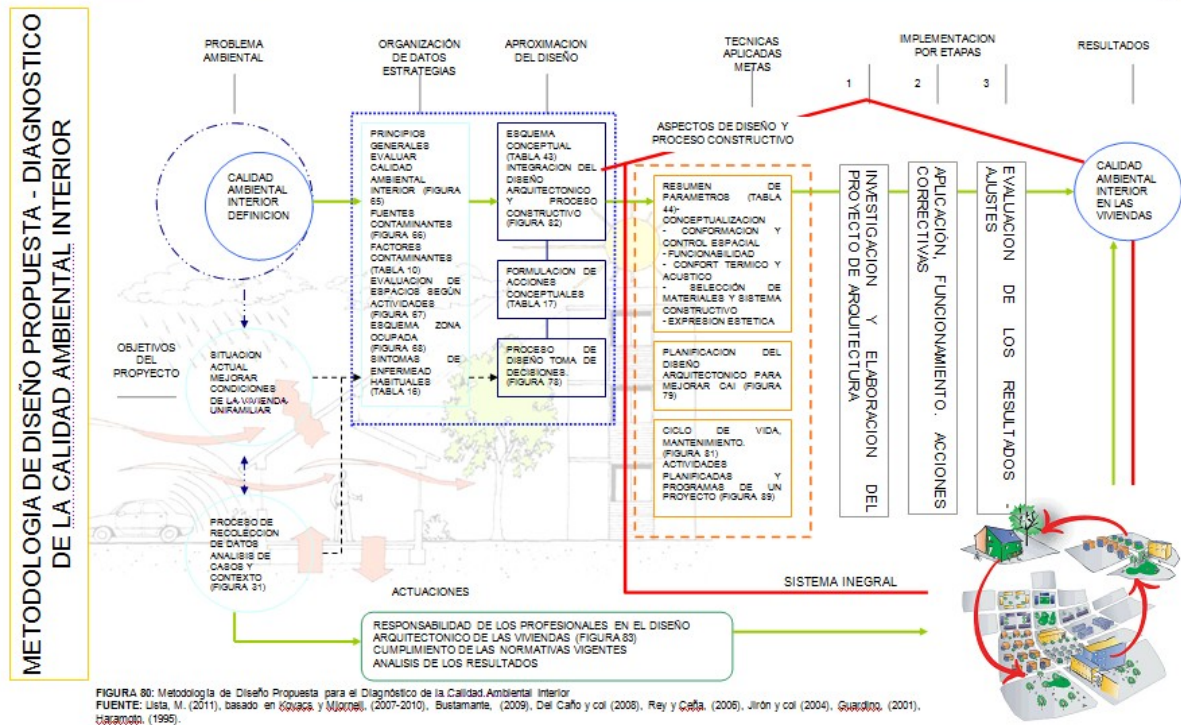 METODOLOGIA DE DISEÑO PROPUESTA - DIAGNOSTICO
DE LA CALIDAD AMBIENTAL INTERIOR
PROBLEMA
AMBIENTAL
ORGANIZACIÓN
DE DATOS
ESTRATEGIAS
APROXIMACION
DEL DISEÑO
TECNICAS
APLICADAS
METAS
IMPLEMENTACION
POR ETAPAS
1
2
3
RESULTADOS
CALIDAD
AMBIENTAL
INTERIOR
DEFINICION
OBJETIVOS
DEL
PROPYECTO
SITUACION
ACTUAL
MEJORAR
CONDICIONES
DE LA VIVIENDA
UNIFAMILIAR
PROCESO DE
RECOLECCION
DE DATOS
ANALISIS DE
CASOS Y
CONTEXTO
(FIGURA 31)
PRINCIPIOS
GENERALES
EVALUAR
CALIDAD
AMBIENTAL
INTERIOR (FIGURA
65)
FUENTES
CONTAMINANTES
(FIGURA 66)
FACTORES
CONTAMINANTES
(TABLA 10)
EVALUACION DE
ESPACIOS SEGÚN
ACTIVIDADES
(FIGURA 67)
ESQUEMA ZONA
OCUPADA
(FIGURA 68)
SINTOMAS DE
ENFERMEAD
HABITUALES
(TABLA 16)
ESQUEMA
CONCEPTUAL
(TABLA 43)
INTEGRACION DEL
DISEÑO
ARQUITECTONICO
Y PROCESO
CONSTRUCTIVO
(FIGURA 82)
FORMULACION DE
ACCIONES
CONCEPTUALES
(TABLA 17)
PROCESO DE
DISEÑO TOMA DE
DECISIONES.
(FIGURA 78)
ASPECTOS DE DISEÑO Y
PROCESO CONSTRUCTIVO
RESUMEN DE
PARAMETROS (TABLA
44)-
CONCEPTUALIZACION
- CONFORMACION Y
CONTROL ESPACIAL
- FUNCIONABILIDAD
- CONFORT TERMICO Y
ACUSTICO
- SELECCIÓN DE
MATERIALES Y SISTEMA
CONSTRUCTIVO
- EXPRESION ESTETICA
PLANIFICACION DEL
DISEÑO
ARQUITECTONICO PARA
MEJORAR CAI (FIGURA
79)
CICLO DE VIDA,
MANTENIMIENTO.
(FIGURA 81)
ACTIVIDADES
PLANIFICADAS Y
PROGRAMAS DE UN
PROYECTO (FIGURA 89)
INVESTIGACION Y ELABORACION DEL
PROYECTO DE ARQUITECTURA
APLICACIÓN, FUNCIONAMIENTO. ACCIONES
CORRECTIVAS
EVALUACION DE LOS RESULTADOS -
AJUSTES
CALIDAD
AMBIENTAL
INTERIOR EN LAS
VIVIENDAS
SISTEMA INEGRAL
ACTUACIONES
RESPONSABILIDAD DE LOS PROFESIONALES EN EL DISEÑO
ARQUITECTONICO DE LAS VIVIENDAS (FIGURA 83)
CUMPLIMIENTO DE LAS NORMATIVAS VIGENTES
ANALISIS DE LOS RESULTADOS
FIGURA 80: Metodología de Diseño Propuesta para el Diagnóstico de la Calidad Ambiental Interior
FUENTE: Lista, M. (2011), basado en Kovacs y Mjornell, (2007-2010), Bustamante, (2009), Del Caño y col (2008), Rey y Ceña, (2006), Jirón y col (2004), Guardino, (2001),
Haramoto, (1995).